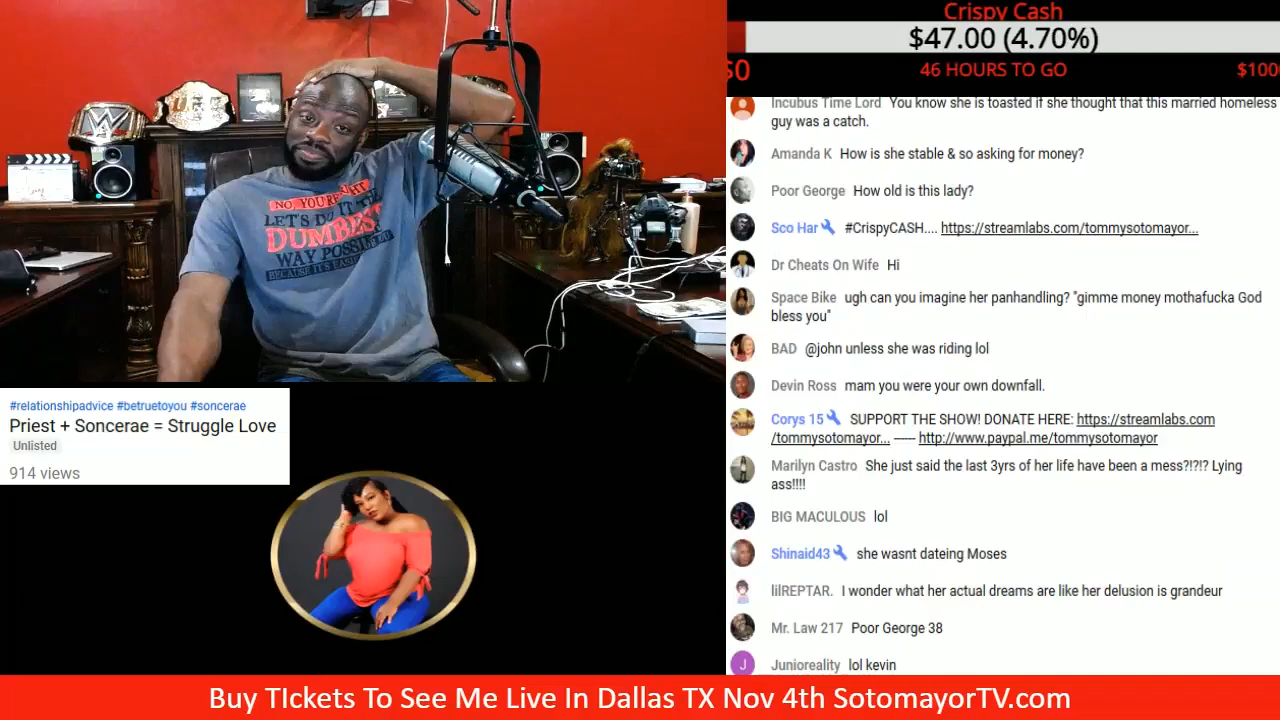 Crispy Cash
$47.00 (4.70%)
$0
46 HOURS TO GO
$100
Incubus Time Lord You know she is toasted if she thought that this married homeless
guy was a catch.
Amanda K How is she stable & so asking for money?
Poor George How old is this lady?
Sco Har #CrispyCASH.... https://streamlabs.com/tommysotomayor...
Dr Cheats On Wife Hi
Space Bike ugh can you imagine her panhandling? "gimme money mothafucka God
bless you"
BAD @john unless she was riding lol
Devin Ross mam you were your own downfall.
Corys 15 SUPPORT THE SHOW! DONATE HERE: https://streamlabs.com
/tommysotomayor... ------ http://www.paypal.me/tommysotomayor
Marilyn Castro She just said the last 3yrs of her life have been a mess?!?!? Lying
ass!!!!
BIG MACULOUS lol
Shinaid43 she wasnt dateing Moses
lilREPTAR. I wonder what her actual dreams are like her delusion is grandeur
Mr. Law 217 Poor George 38
J
Junioreality lol kevin
NO, YOU'RE RIGHT
LET'S DO IT THE
DUMBEST
WAY POSSIBLE
BECAUSE IT'S
#relationshipadvice #betruetoyou #soncerae
Priest + Soncerae = Struggle Love
Unlisted
914 views
Buy TIckets To See Me Live In Dallas TX Nov 4th SotomayorTV.com